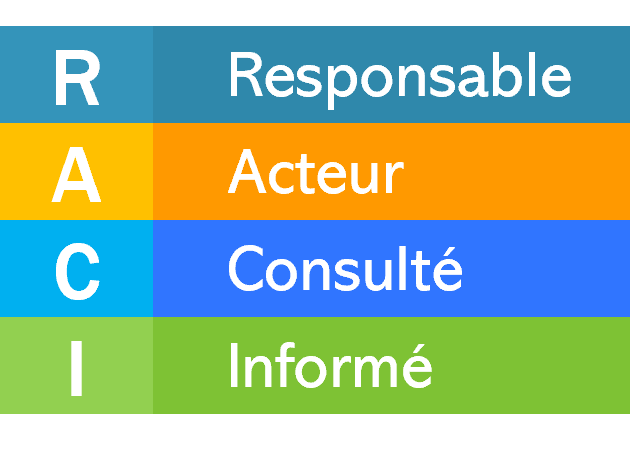 R Responsable
A Acteur
C Consulté
I Informé